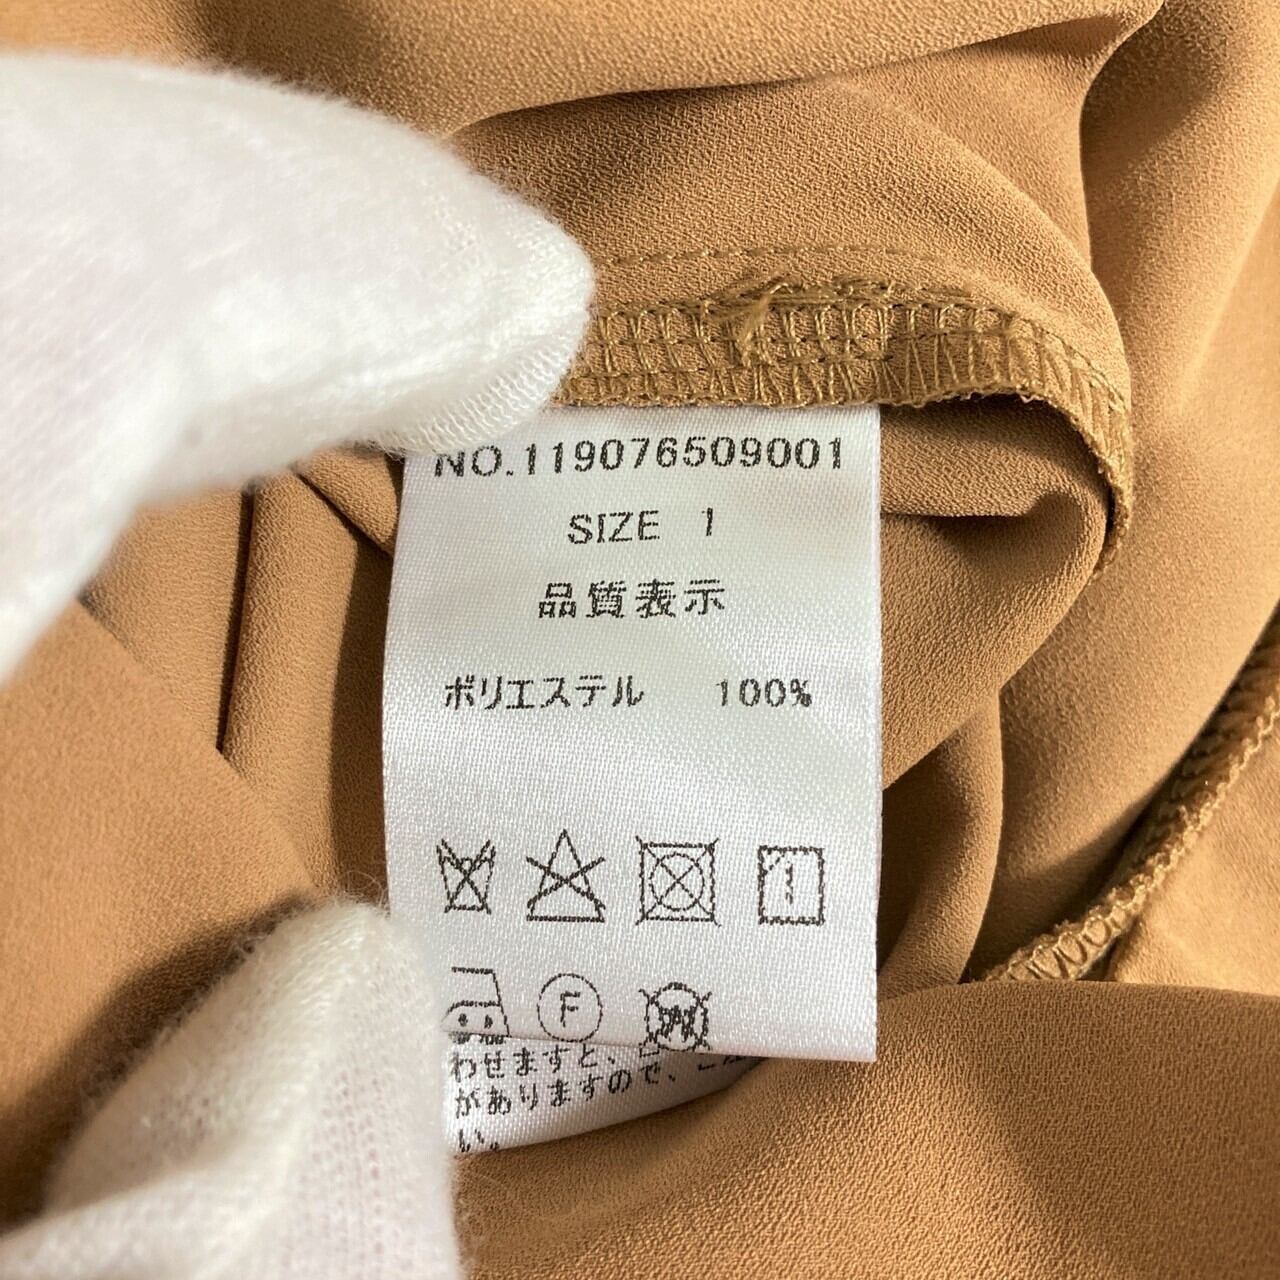 NO.119076509001
SIZE 1
品質表示
ポリエステル 100%
F
W
わせますと、
がありますので、
い。